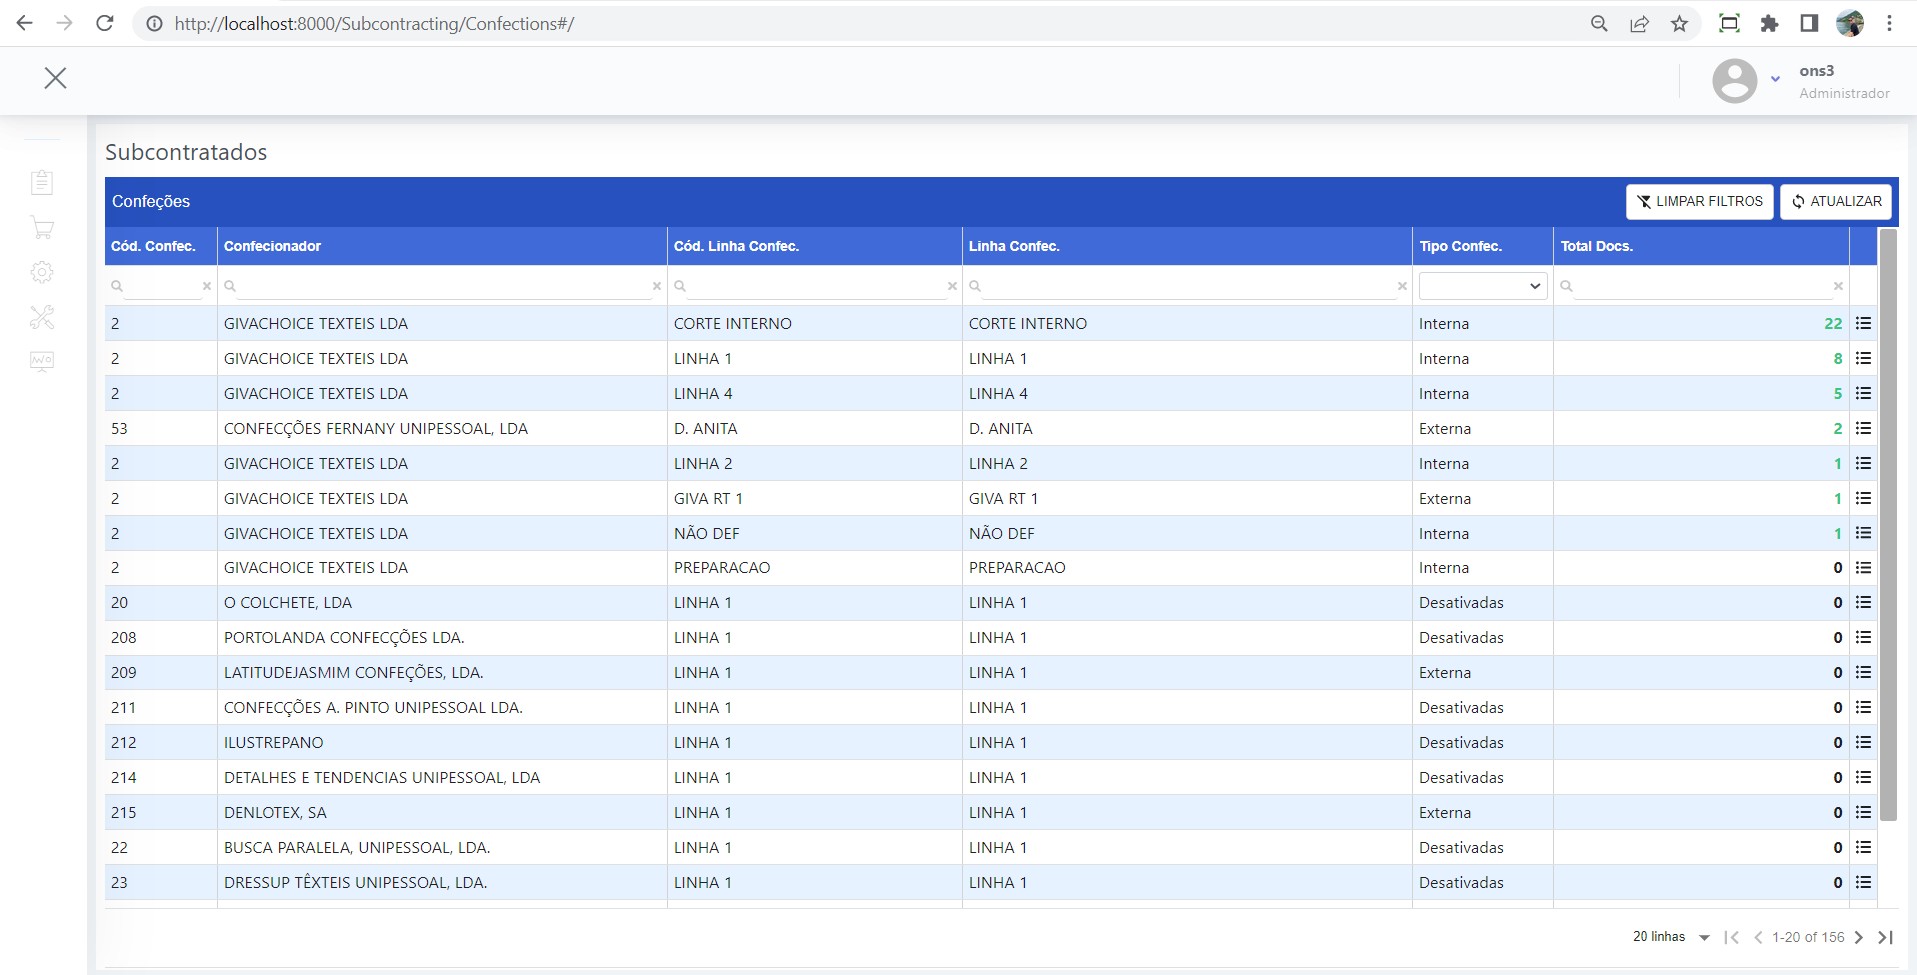 http://localhost:8000/Subcontracting/Confections#/
ons3
Administrador
Subcontratados
Confeções
LIMPAR FILTROS
ATUALIZAR
Cód. Confec. Confecionador Cód. Linha Confec. Linha Confec. Tipo Confec. Total Docs.
2 GIVACHOICE TEXTEIS LDA CORTE INTERNO CORTE INTERNO Interna 22
2 GIVACHOICE TEXTEIS LDA LINHA 1 LINHA 1 Interna 8
2 GIVACHOICE TEXTEIS LDA LINHA 4 LINHA 4 Interna 5
53 CONFECÇÕES FERNANY UNIPESSOAL, LDA D. ANITA D. ANITA Externa 2
2 GIVACHOICE TEXTEIS LDA LINHA 2 LINHA 2 Interna 1
2 GIVACHOICE TEXTEIS LDA GIVA RT 1 GIVA RT 1 Externa 1
2 GIVACHOICE TEXTEIS LDA NÃO DEF NÃO DEF Interna 1
2 GIVACHOICE TEXTEIS LDA PREPARACAO PREPARACAO Interna 0
20 O COLCHETE, LDA LINHA 1 LINHA 1 Desativadas 0
208 PORTOLANDA CONFECÇÕES LDA. LINHA 1 LINHA 1 Desativadas 0
209 LATITUDEJASMIM CONFEÇÕES, LDA. LINHA 1 LINHA 1 Externa 0
211 CONFECÇÕES A. PINTO UNIPESSOAL LDA. LINHA 1 LINHA 1 Desativadas 0
212 ILUSTREPANO LINHA 1 LINHA 1 Desativadas 0
214 DETALHES E TENDENCIAS UNIPESSOAL, LDA LINHA 1 LINHA 1 Desativadas 0
215 DENLOTEX, SA LINHA 1 LINHA 1 Externa 0
22 BUSCA PARALELA, UNIPESSOAL, LDA. LINHA 1 LINHA 1 Desativadas 0
23 DRESSUP TÊXTEIS UNIPESSOAL, LDA. LINHA 1 LINHA 1 Desativadas 0
20 linhas 1-20 of 156